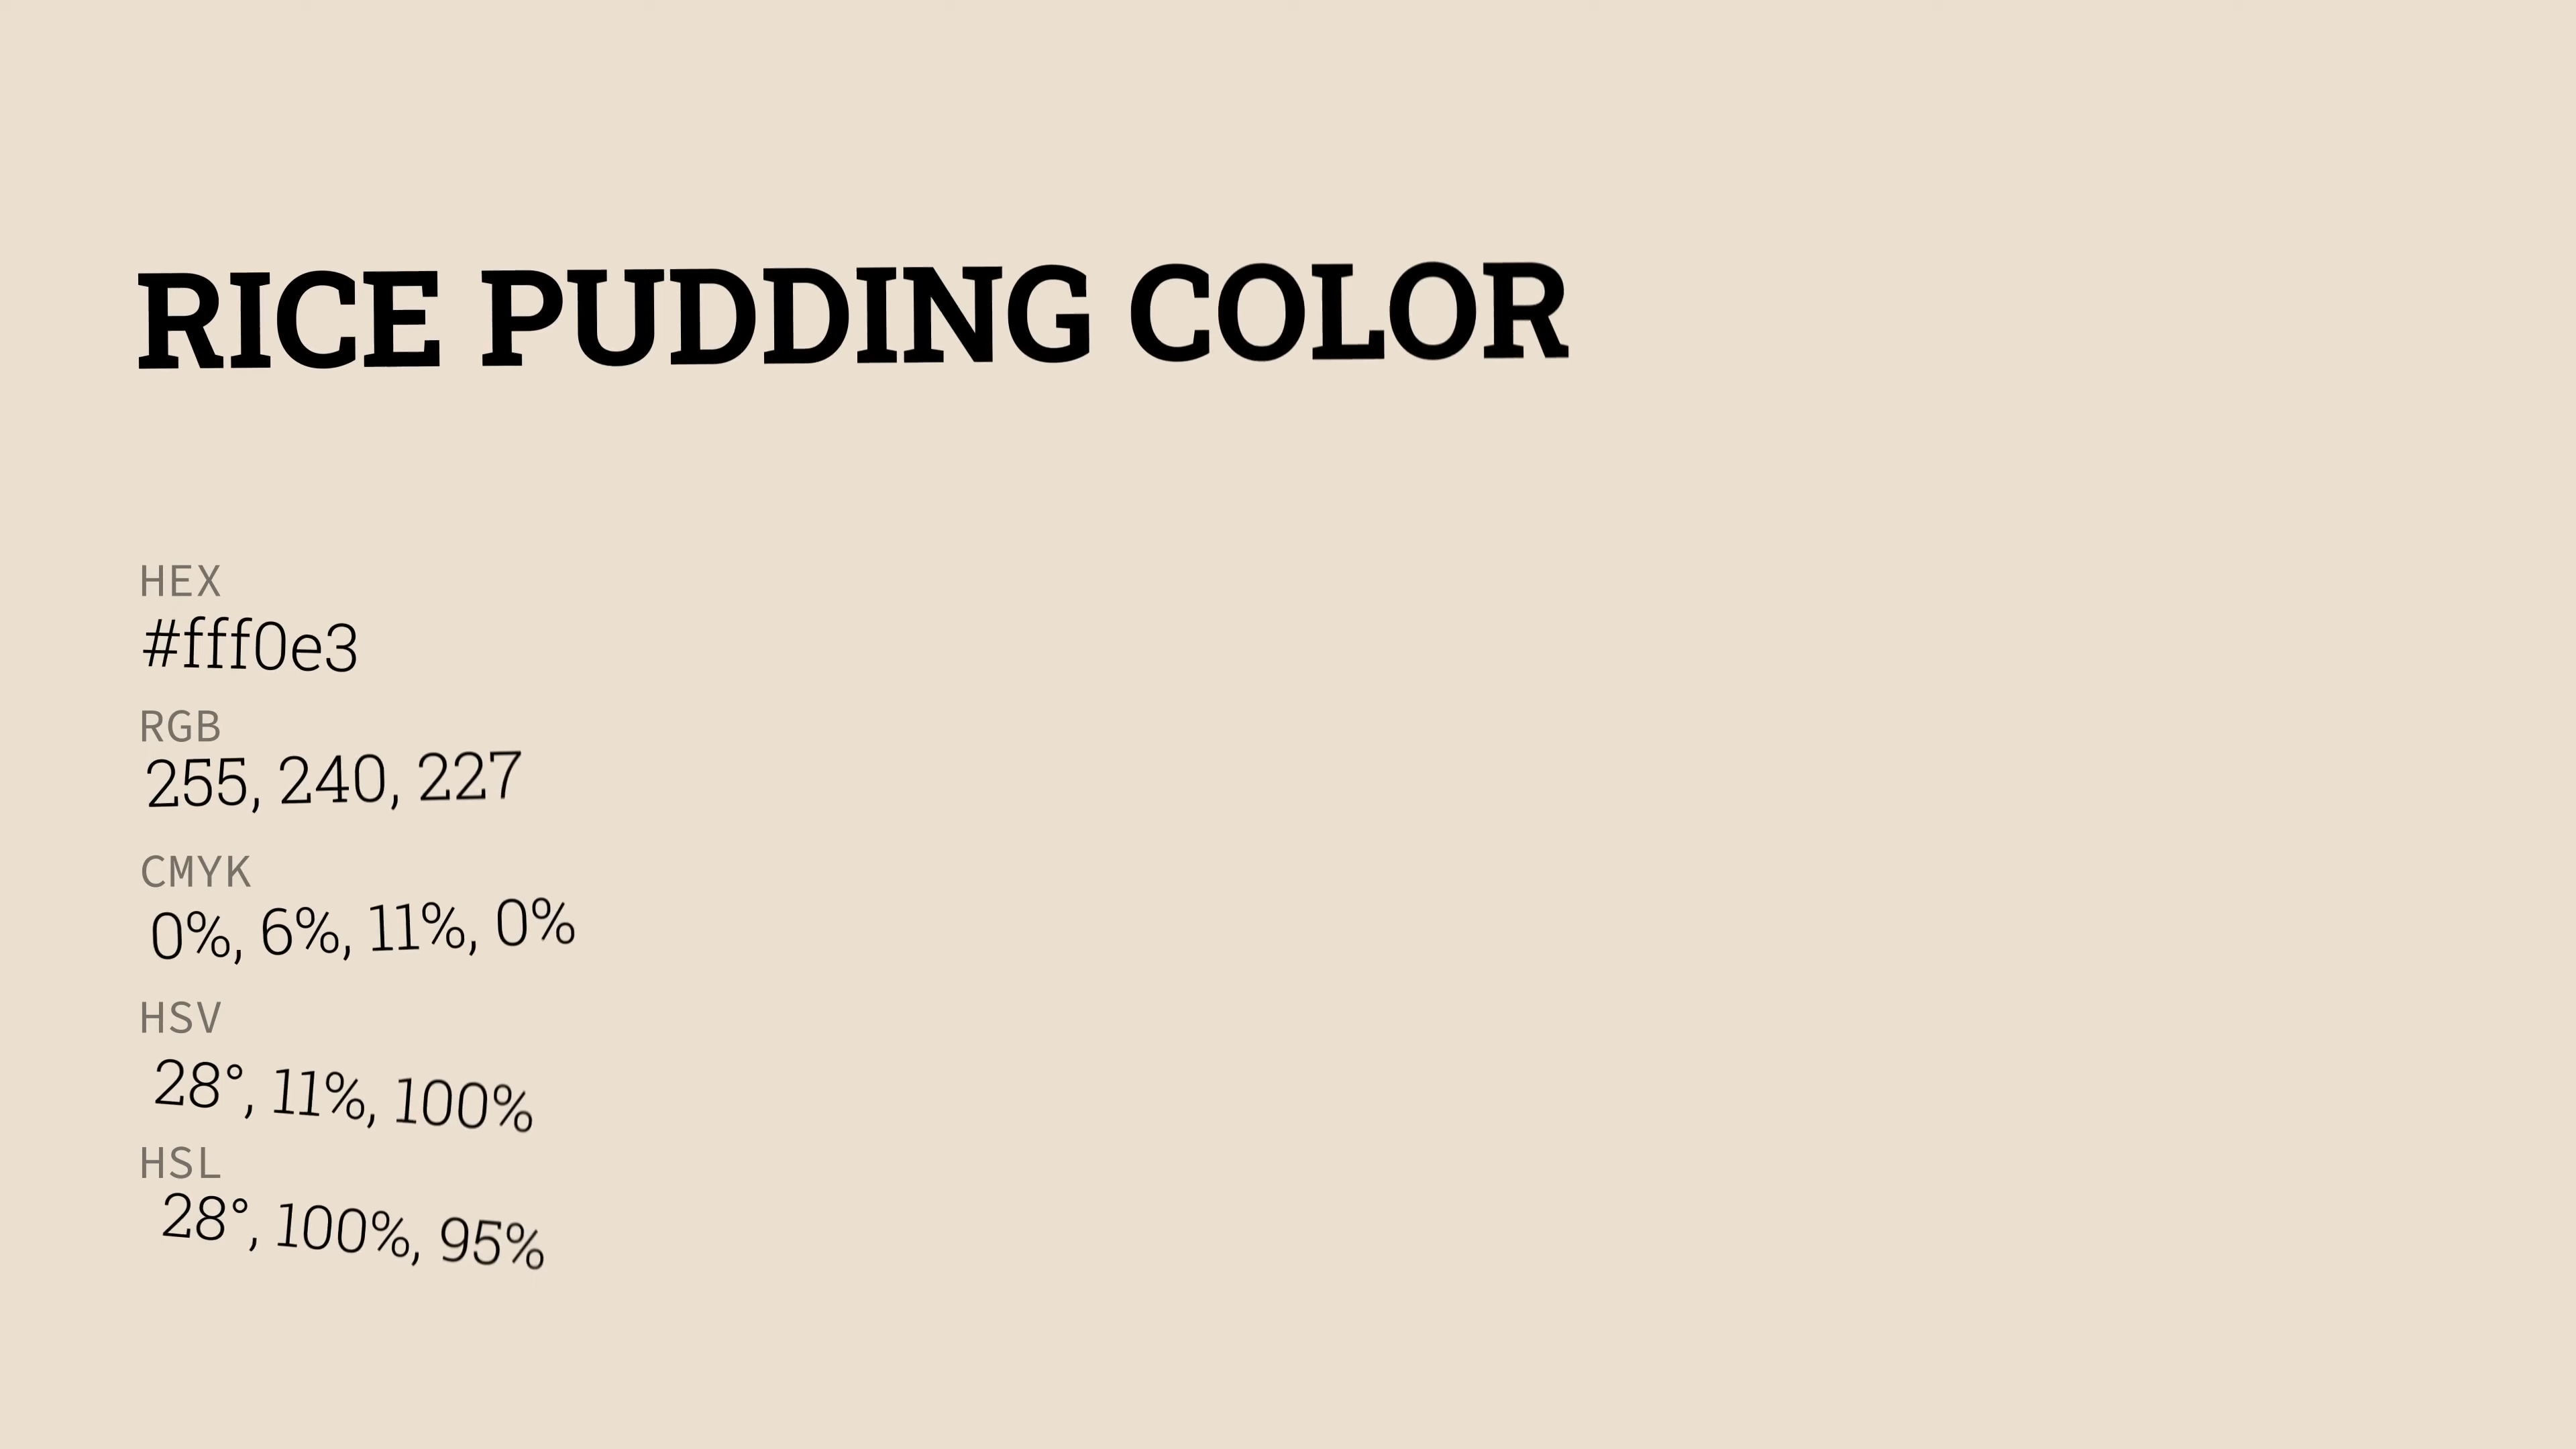 RICE PUDDING COLOR
HEX
#fff0e3
RGB
255, 240, 227
CMYK
0%, 6%, 11%, 0%
HSV
28°, 11%, 100%
HSL
28°, 100%, 95%